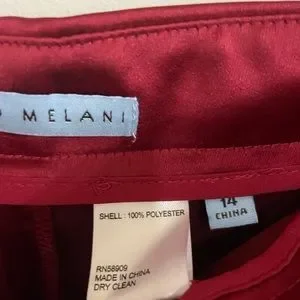 MELANI
SHELL: 100% POLYESTER
14
CHINA
RN58909
MADE IN CHINA
DRY CLEAN